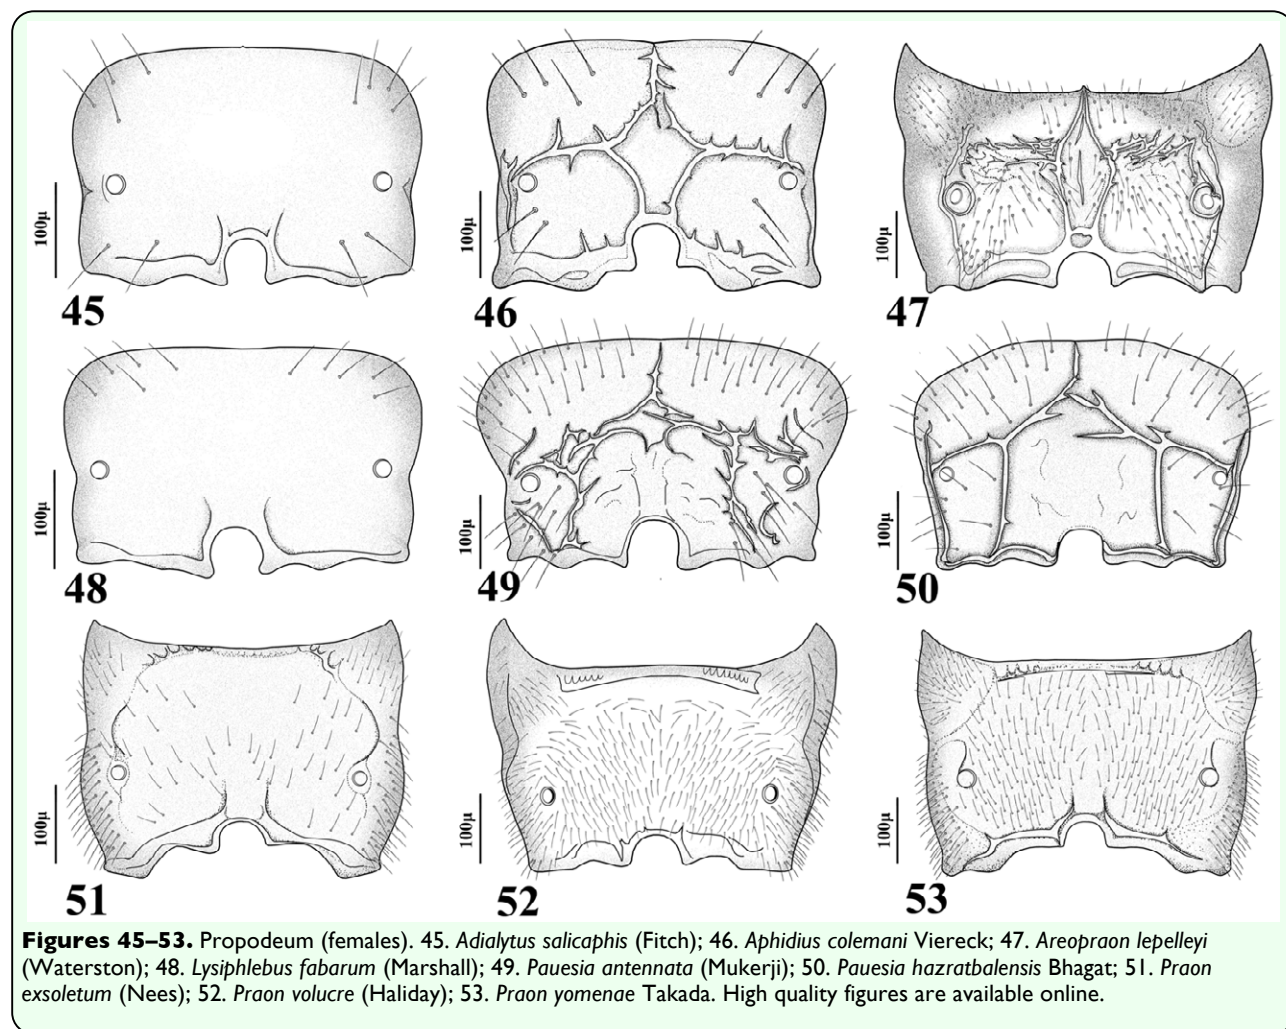 100μ
45
100μ
46
100μ
47
100μ
48
100μ
49
100μ
50
100μ
51
100μ
52
100μ
53
Figures 45–53. Propodeum (females). 45. Adialytus salicaphis (Fitch); 46. Aphidius colemani Viereck; 47. Areopraon lepelleyi
(Waterston); 48. Lysiphlebus fabarum (Marshall); 49. Pauesia antennata (Mukerji); 50. Pauesia hazratbalensis Bhagat; 51. Praon
exsoletum (Nees); 52. Praon volucre (Haliday); 53. Praon yomenae Takada. High quality figures are available online.